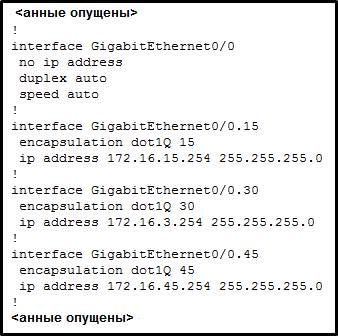 <анные опущены>
!
interface GigabitEthernet0/0
 no ip address
 duplex auto
 speed auto
!
interface GigabitEthernet0/0.15
 encapsulation dot1Q 15
 ip address 172.16.15.254 255.255.255.0
!
interface GigabitEthernet0/0.30
 encapsulation dot1Q 30
 ip address 172.16.3.254 255.255.255.0
!
interface GigabitEthernet0/0.45
 encapsulation dot1Q 45
 ip address 172.16.45.254 255.255.255.0
!
<анные опущены>